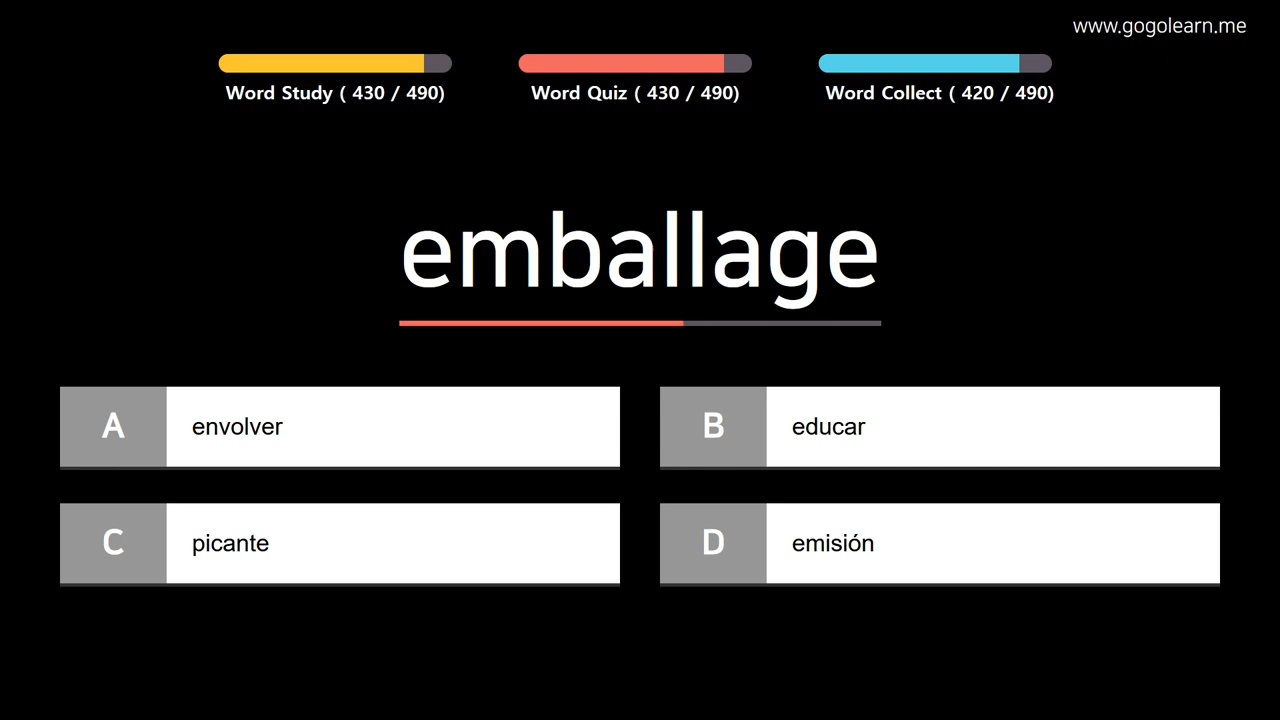 www.gogolearn.me
Word Study ( 430 / 490)
Word Quiz ( 430 / 490)
Word Collect ( 420 / 490)
emballage
A envolver
B educar
C picante
D emisión